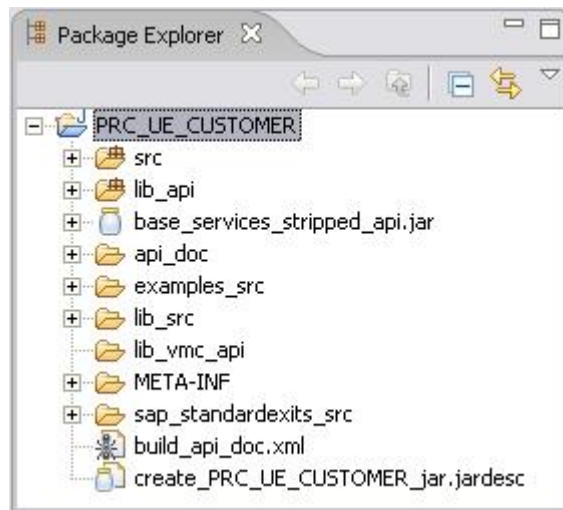 Package Explorer
PRC_UE_CUSTOMER
src
lib_api
base_services_stripped_api.jar
api_doc
examples_src
lib_src
lib_vmc_api
META-INF
sap_standardexits_src
build_api_doc.xml
create_PRC_UE_CUSTOMER_jar.jardesc